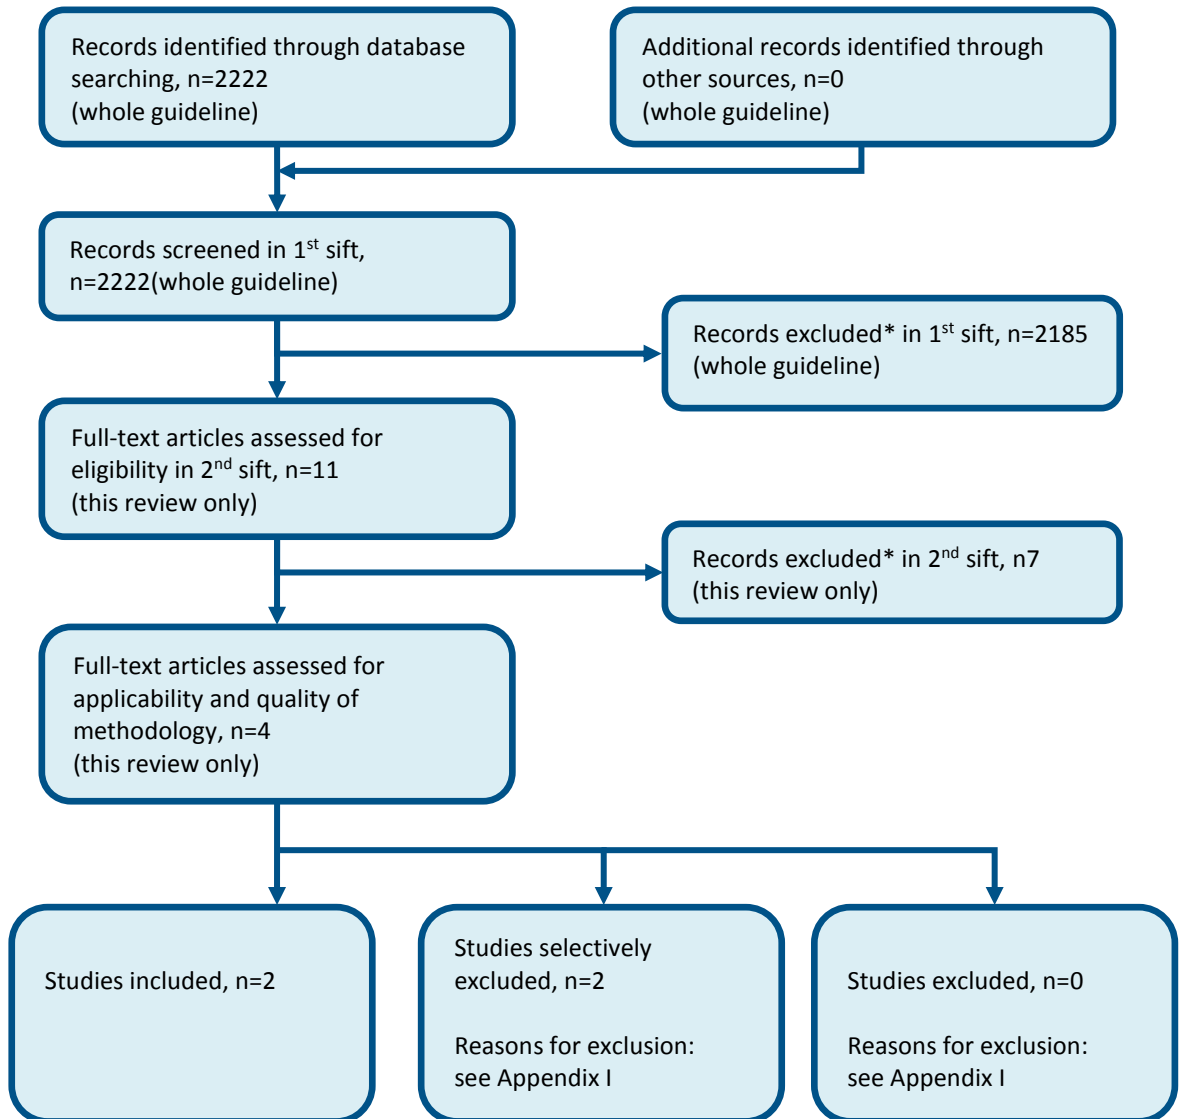 Records identified through database
searching, n=2222
(whole guideline)
Additional records identified through
other sources, n=0
(whole guideline)
Records screened in 1st sift,
n=2222(whole guideline)
Records excluded* in 1st sift, n=2185
(whole guideline)
Full-text articles assessed for
eligibility in 2nd sift, n=11
(this review only)
Records excluded* in 2nd sift, n7
(this review only)
Full-text articles assessed for
applicability and quality of
methodology, n=4
(this review only)
Studies included, n=2
Studies selectively
excluded, n=2
Reasons for exclusion:
see Appendix I
Studies excluded, n=0
Reasons for exclusion:
see Appendix I